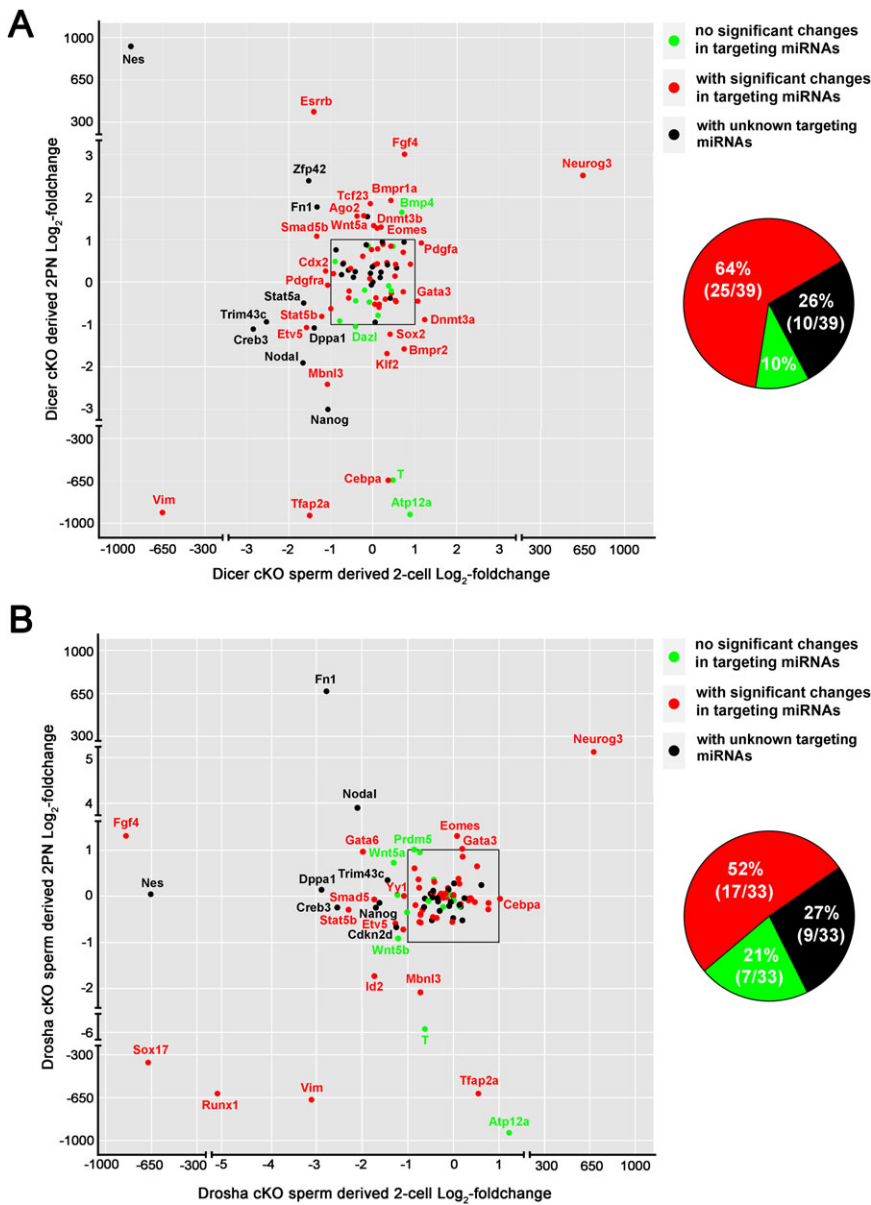 A
1000
650
300
3
2
1
0
-1
-2
-3
-300
-650
-1000
Dicer cKO derived 2PN Log2-foldchange
Nes
Esrrb
Fgf4
Neurog3
Zfp42
Bmpr1a
Tcf23
Bmp4
Fn1
Ago2
Dnmt3b
Wnt5a
Eomes
Smad5b
Pdgfa
Cdx2
Pdgfra
Gata3
Stat5a
Stat5b
Dnmt3a
Trim43c
Etv5
Dppa1
Dazl
Sox2
Creb3
Bmpr2
Nodal
Klf2
Mbnl3
Nanog
Cebpa
T
Vim
Tfap2a
Atp12a
-1000 -650 -300 -3 -2 -1 0 1 2 3 300 650 1000
Dicer cKO sperm derived 2-cell Log2-foldchange
no significant changes
in targeting miRNAs
with significant changes
in targeting miRNAs
with unknown targeting
miRNAs
64%
(25/39)
26%
(10/39)
10%
B
1000
650
300
5
4
1
0
-1
-2
-6
-300
-650
-1000
Drosha cKO sperm derived 2PN Log2-foldchange
Fn1
Neurog3
Nodal
Fgf4
Eomes
Prdm5
Gata6
Gata3
Wnt5a
Dppa1
Trim43c
Nes
Yy1
Smad5
Creb3
Nanog
Cebpa
Stat5b
Etv5
Cdkn2d
Wnt5b
Id2
Mbnl3
T
Sox17
Runx1
Vim
Tfap2a
Atp12a
-1000 -650 -300 -5 -4 -3 -2 -1 0 1 2 300 650 1000
Drosha cKO sperm derived 2-cell Log2-foldchange
no significant changes
in targeting miRNAs
with significant changes
in targeting miRNAs
with unknown targeting
miRNAs
52%
(17/33)
27%
(9/33)
21%
(7/33)